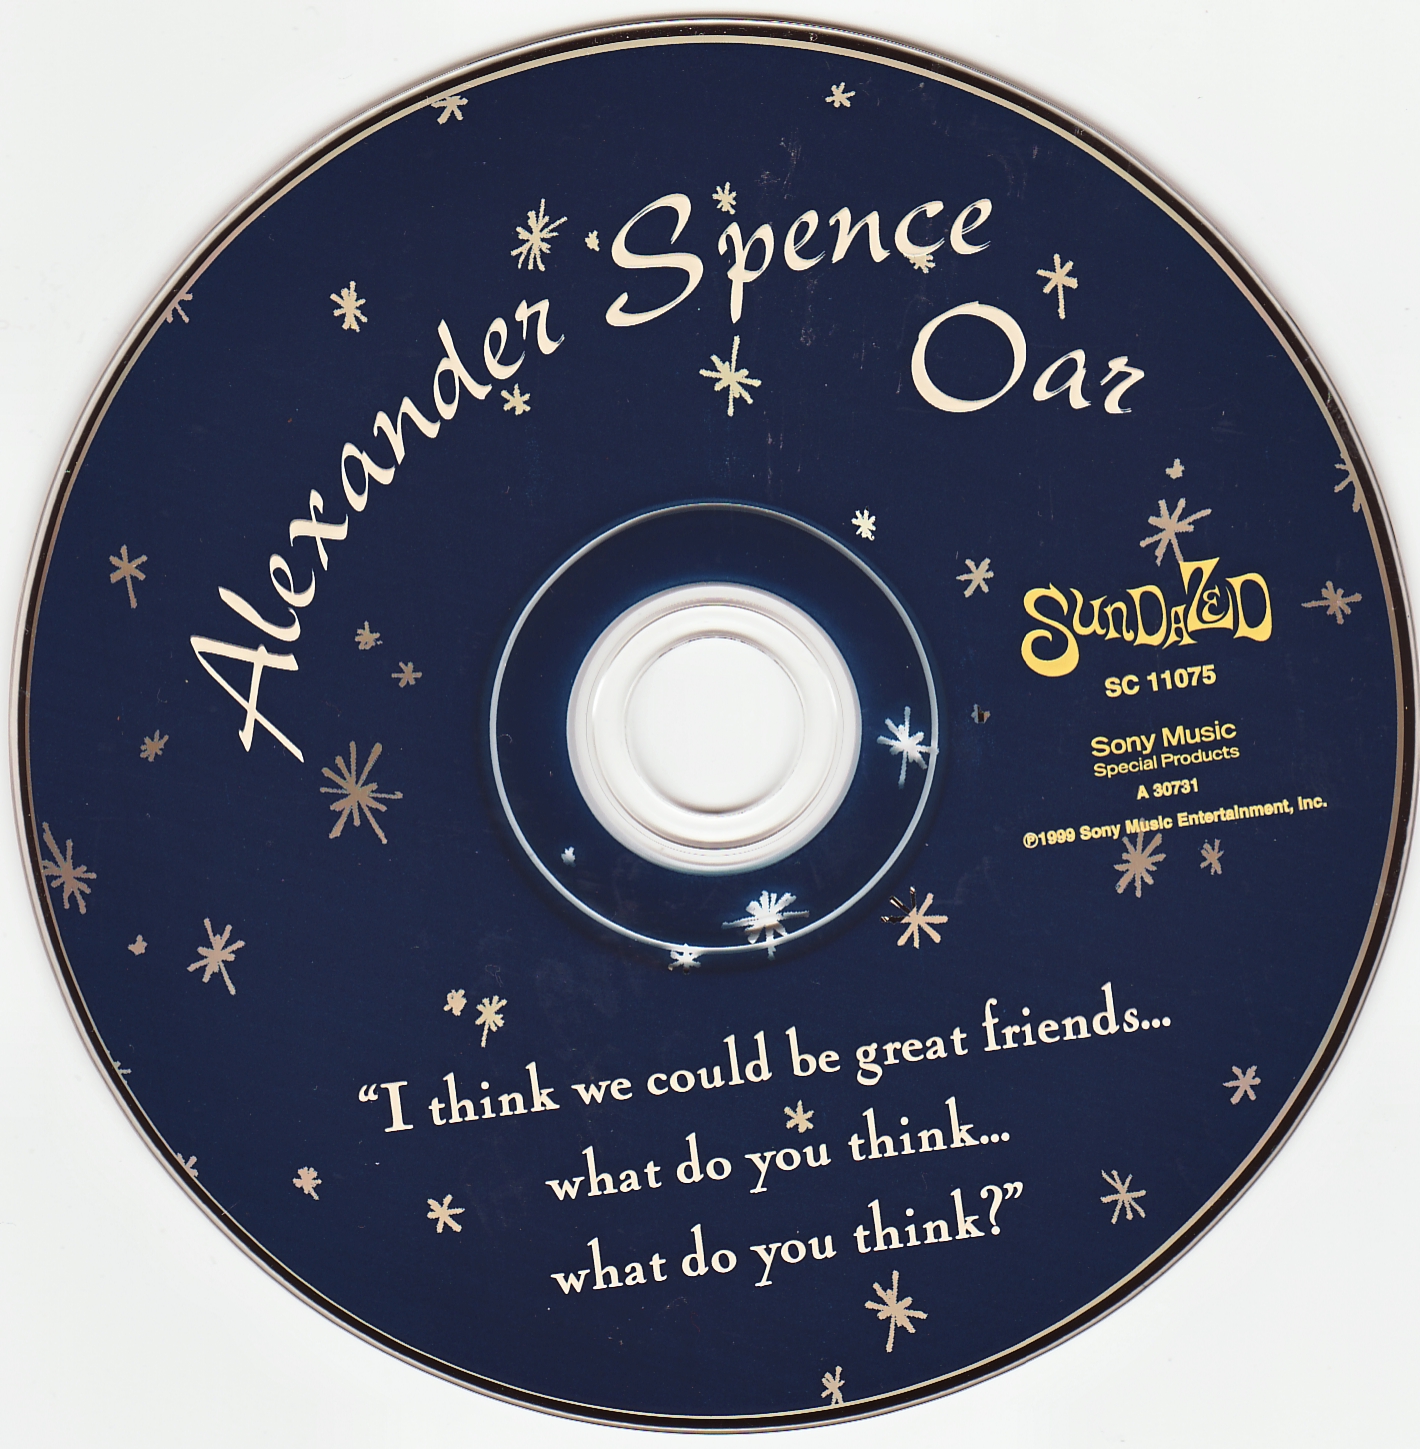 Alexander Spence
Oar
SUNDAZED
SC 11075
Sony Music
Special Products
A 30731
℗1999 Sony Music Entertainment, Inc.
“I think we could be great friends...
what do you think...
what do you think?”